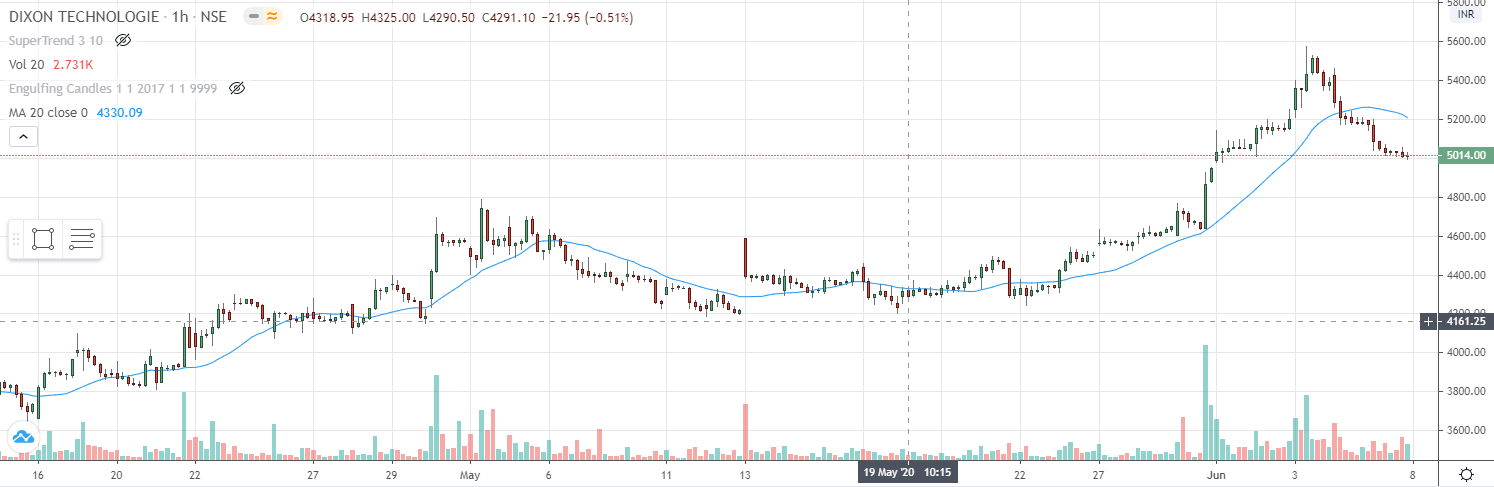 DIXON TECHNOLOGIE · 1h · NSE O4318.95 H4325.00 L4290.50 C4291.10 −21.95 (−0.51%)
SuperTrend 3 10
Vol 20 2.731K
Engulfing Candles 1 1 2017 1 1 9999
MA 20 close 0 4330.09
5800.00
INR
5600.00
5400.00
5200.00
5014.00
4800.00
4600.00
4400.00
4200.00
4161.25
4000.00
3800.00
3600.00
16 20 22 27 29 May 6 11 13 19 May '20 10:15 22 27 Jun 3 8